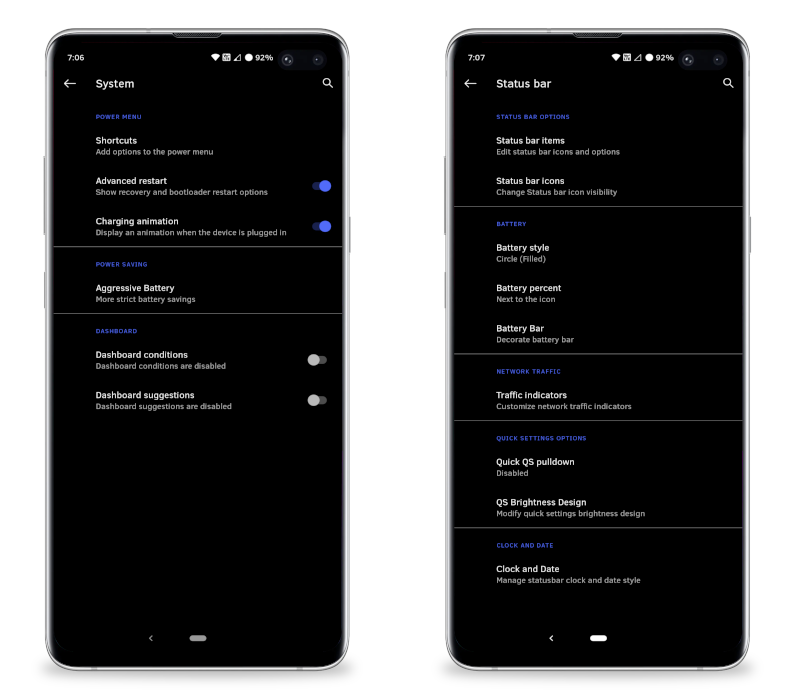 7:06
92%
System
POWER MENU
Shortcuts
Add options to the power menu
Advanced restart
Show recovery and bootloader restart options
Charging animation
Display an animation when the device is plugged in
POWER SAVING
Aggressive Battery
More strict battery savings
DASHBOARD
Dashboard conditions
Dashboard conditions are disabled
Dashboard suggestions
Dashboard suggestions are disabled
7:07
92%
Status bar
STATUS BAR OPTIONS
Status bar items
Edit status bar icons and options
Status bar icons
Change Status bar icon visibility
BATTERY
Battery style
Circle (Filled)
Battery percent
Next to the icon
Battery Bar
Decorate battery bar
NETWORK TRAFFIC
Traffic indicators
Customize network traffic indicators
QUICK SETTINGS OPTIONS
Quick QS pulldown
Disabled
QS Brightness Design
Modify quick settings brightness design
CLOCK AND DATE
Clock and Date
Manage statusbar clock and date style